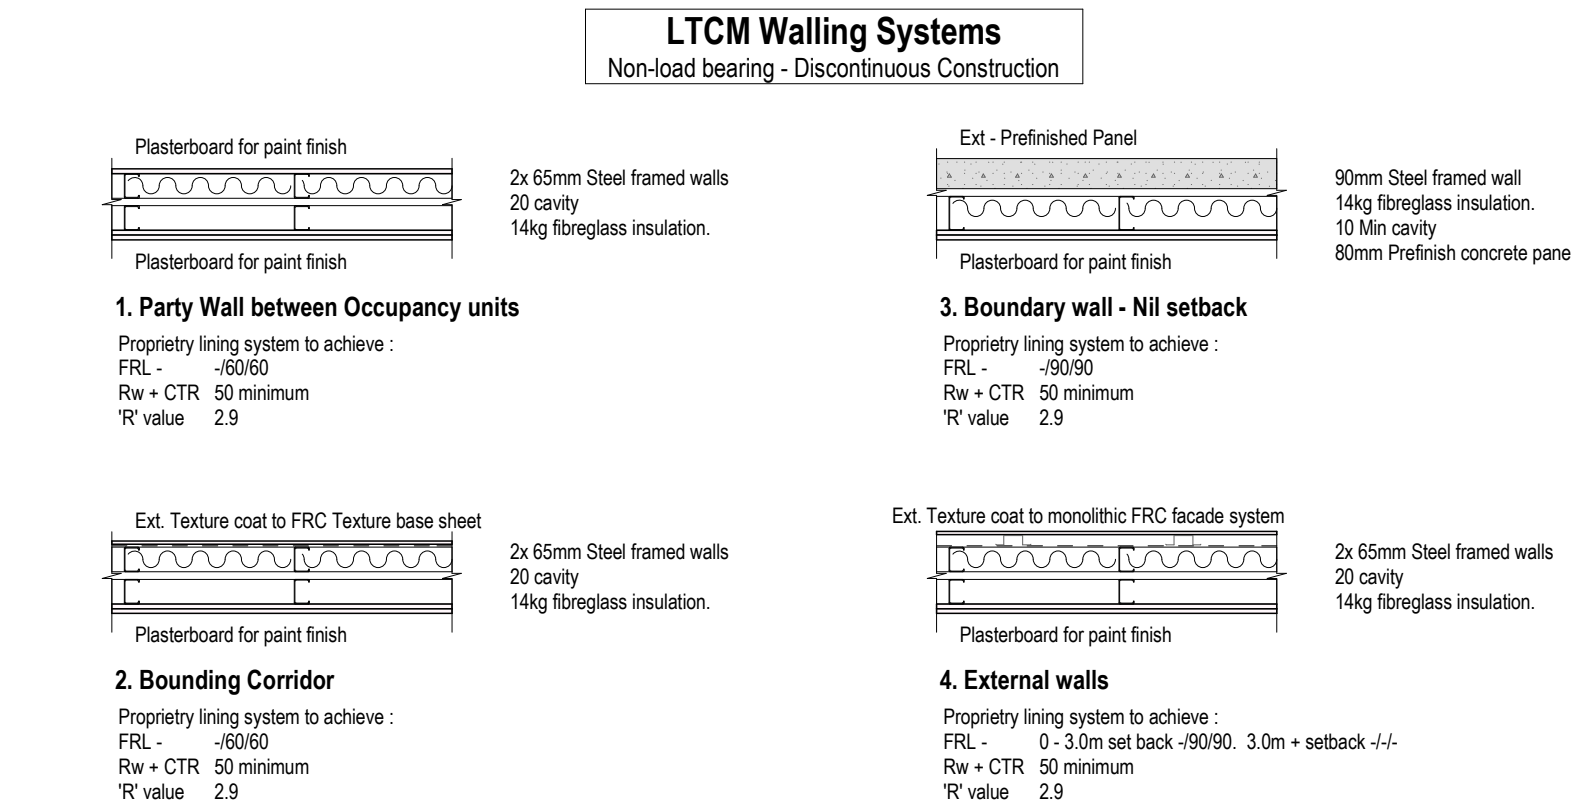 LTCM Walling Systems
Non-load bearing - Discontinuous Construction
Plasterboard for paint finish
2x 65mm Steel framed walls
20 cavity
14kg fibreglass insulation.
Plasterboard for paint finish
1. Party Wall between Occupancy units
Proprietry lining system to achieve :
FRL - -/60/60
Rw + CTR 50 minimum
'R' value 2.9
Ext - Prefinished Panel
90mm Steel framed wall
14kg fibreglass insulation.
10 Min cavity
80mm Prefinish concrete pane
Plasterboard for paint finish
3. Boundary wall - Nil setback
Proprietry lining system to achieve :
FRL - -/90/90
Rw + CTR 50 minimum
'R' value 2.9
Ext. Texture coat to FRC Texture base sheet
2x 65mm Steel framed walls
20 cavity
14kg fibreglass insulation.
Plasterboard for paint finish
2. Bounding Corridor
Proprietry lining system to achieve :
FRL - -/60/60
Rw + CTR 50 minimum
'R' value 2.9
Ext. Texture coat to monolithic FRC facade system
2x 65mm Steel framed walls
20 cavity
14kg fibreglass insulation.
Plasterboard for paint finish
4. External walls
Proprietry lining system to achieve :
FRL - 0 - 3.0m set back -/90/90. 3.0m + setback -/-/-
Rw + CTR 50 minimum
'R' value 2.9